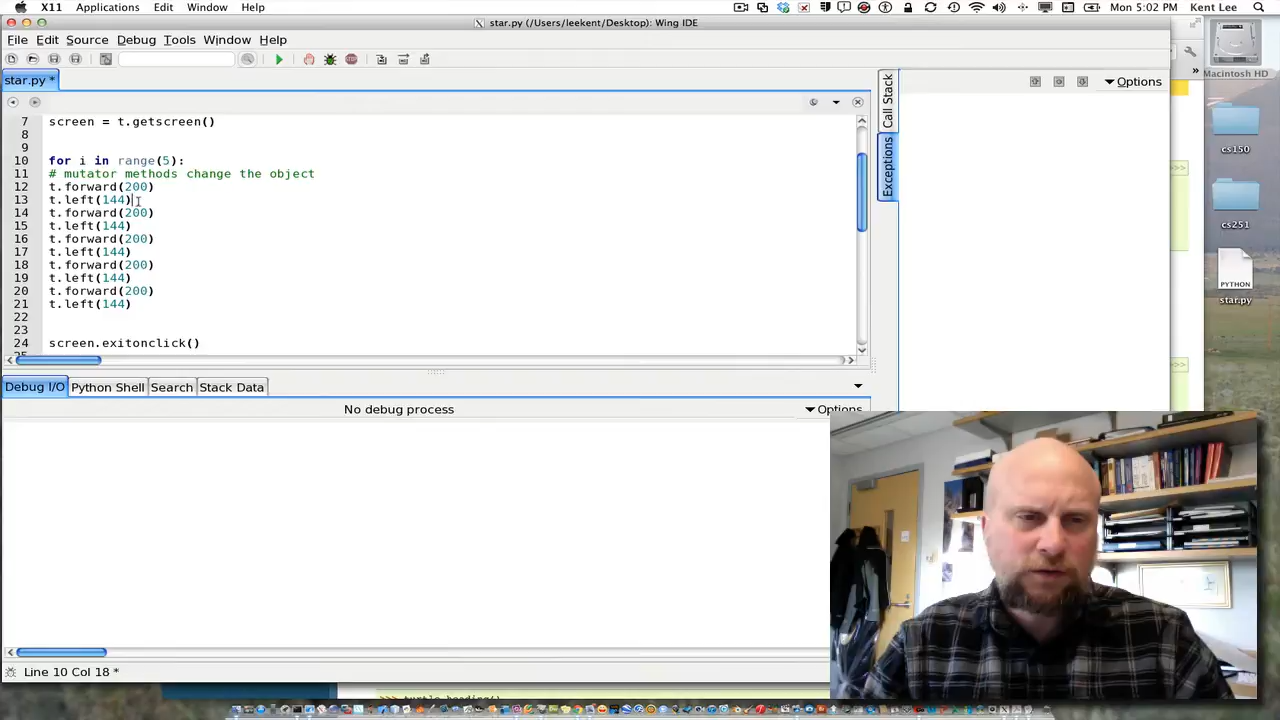 X11 Applications Edit Window Help
Mon 5:02 PM Kent Lee
star.py (/Users/leekent/Desktop): Wing IDE
File Edit Source Debug Tools Window Help
star.py *
Options
7 screen = t.getscreen()
8
9
10 for i in range(5):
11 # mutator methods change the object
12 t.forward(200)
13 t.left(144)
14 t.forward(200)
15 t.left(144)
16 t.forward(200)
17 t.left(144)
18 t.forward(200)
19 t.left(144)
20 t.forward(200)
21 t.left(144)
22
23
24 screen.exitonclick()
Call Stack
Exceptions
Macintosh HD
cs150
>>>
cs251
PYTHON
star.py
>>>
Debug I/O Python Shell Search Stack Data
No debug process
Options
Line 10 Col 18 *
>>> turtle.heading()